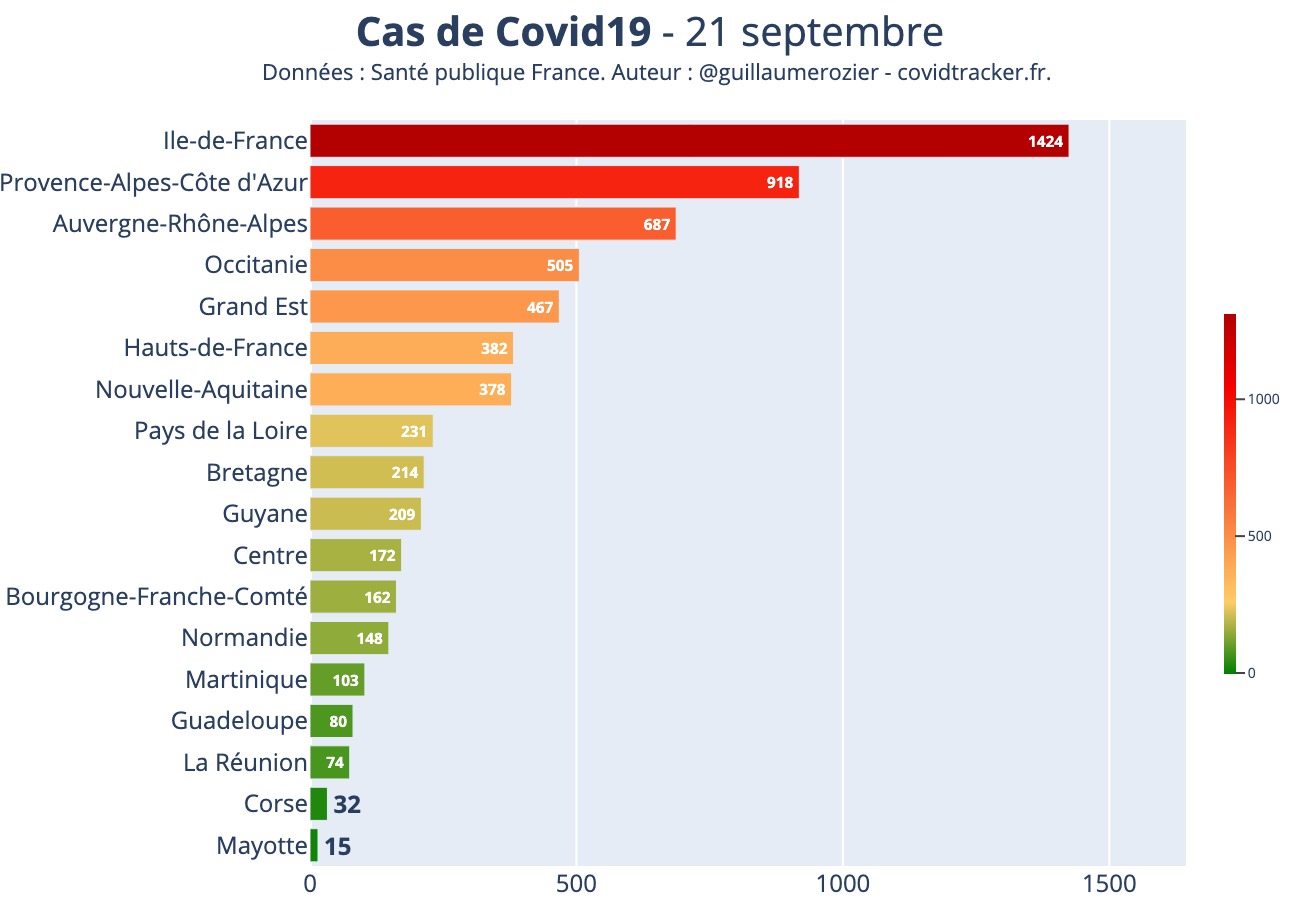 Cas de Covid19 - 21 septembre
Données : Santé publique France. Auteur : @guillaumerozier - covidtracker.fr.
Ile-de-France 1424
Provence-Alpes-Côte d'Azur 918
Auvergne-Rhône-Alpes 687
Occitanie 505
Grand Est 467
Hauts-de-France 382
Nouvelle-Aquitaine 378
Pays de la Loire 231
Bretagne 214
Guyane 209
Centre 172
Bourgogne-Franche-Comté 162
Normandie 148
Martinique 103
Guadeloupe 80
La Réunion 74
Corse 32
Mayotte 15
0 500 1000 1500
1000
500
0